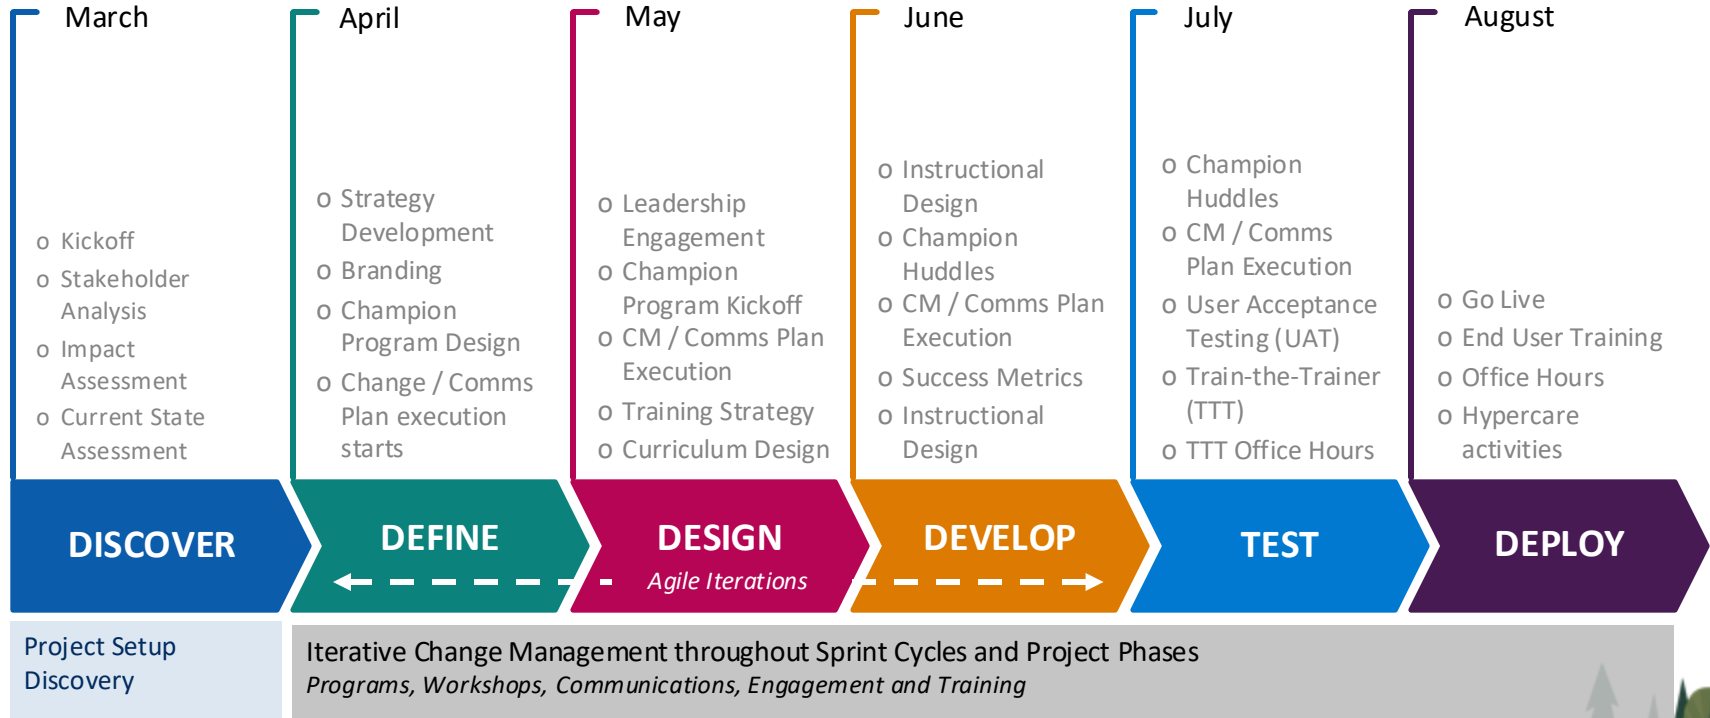 March
o Kickoff
o Stakeholder
Analysis
o Impact
Assessment
o Current State
Assessment
DISCOVER
April
o Strategy
Development
o Branding
o Champion
Program Design
o Change / Comms
Plan execution
starts
DEFINE
May
o Leadership
Engagement
o Champion
Program Kickoff
o CM / Comms Plan
Execution
o Training Strategy
o Curriculum Design
DESIGN
Agile Iterations
June
o Instructional
Design
o Champion
Huddles
o CM / Comms Plan
Execution
o Success Metrics
o Instructional
Design
DEVELOP
July
o Champion
Huddles
o CM / Comms
Plan Execution
o User Acceptance
Testing (UAT)
o Train-the-Trainer
(TTT)
o TTT Office Hours
TEST
August
o Go Live
o End User Training
o Office Hours
o Hypercare
activities
DEPLOY
Project Setup
Discovery
Iterative Change Management throughout Sprint Cycles and Project Phases
Programs, Workshops, Communications, Engagement and Training